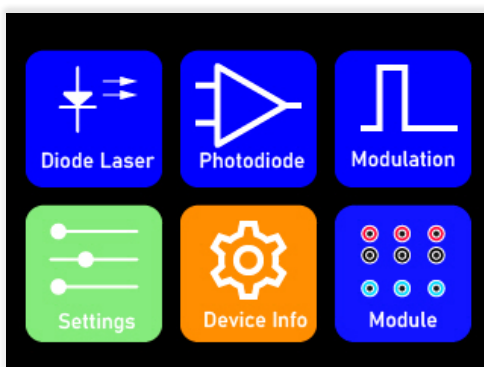 Diode Laser
Photodiode
Modulation
Settings
Device Info
Module